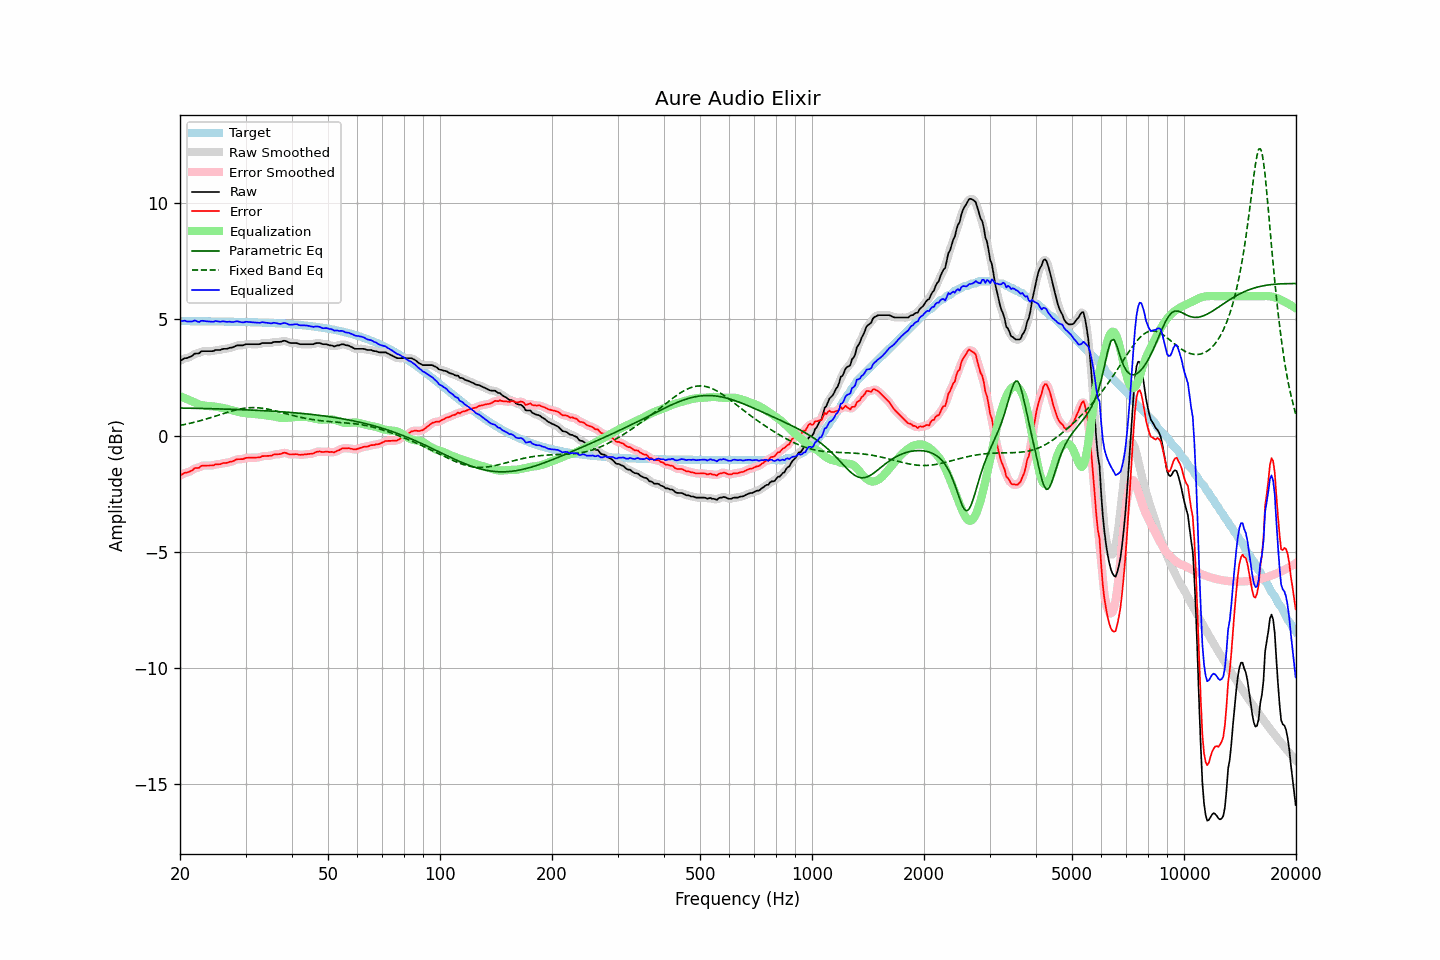 Aure Audio Elixir
Target
Raw Smoothed
Error Smoothed
Raw
Error
Equalization
Parametric Eq
Fixed Band Eq
Equalized
Amplitude (dBr)
10
5
0
−5
−10
−15
20 50 100 200 500 1000 2000 5000 10000 20000
Frequency (Hz)